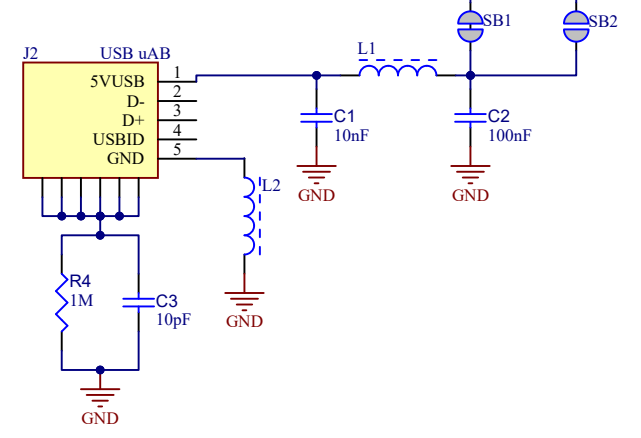 SB1
SB2
J2
USB uAB
L1
5VUSB
1
D-
2
D+
3
USBID
4
GND
5
C1
10nF
C2
100nF
GND
GND
L2
R4
1M
C3
10pF
GND
GND